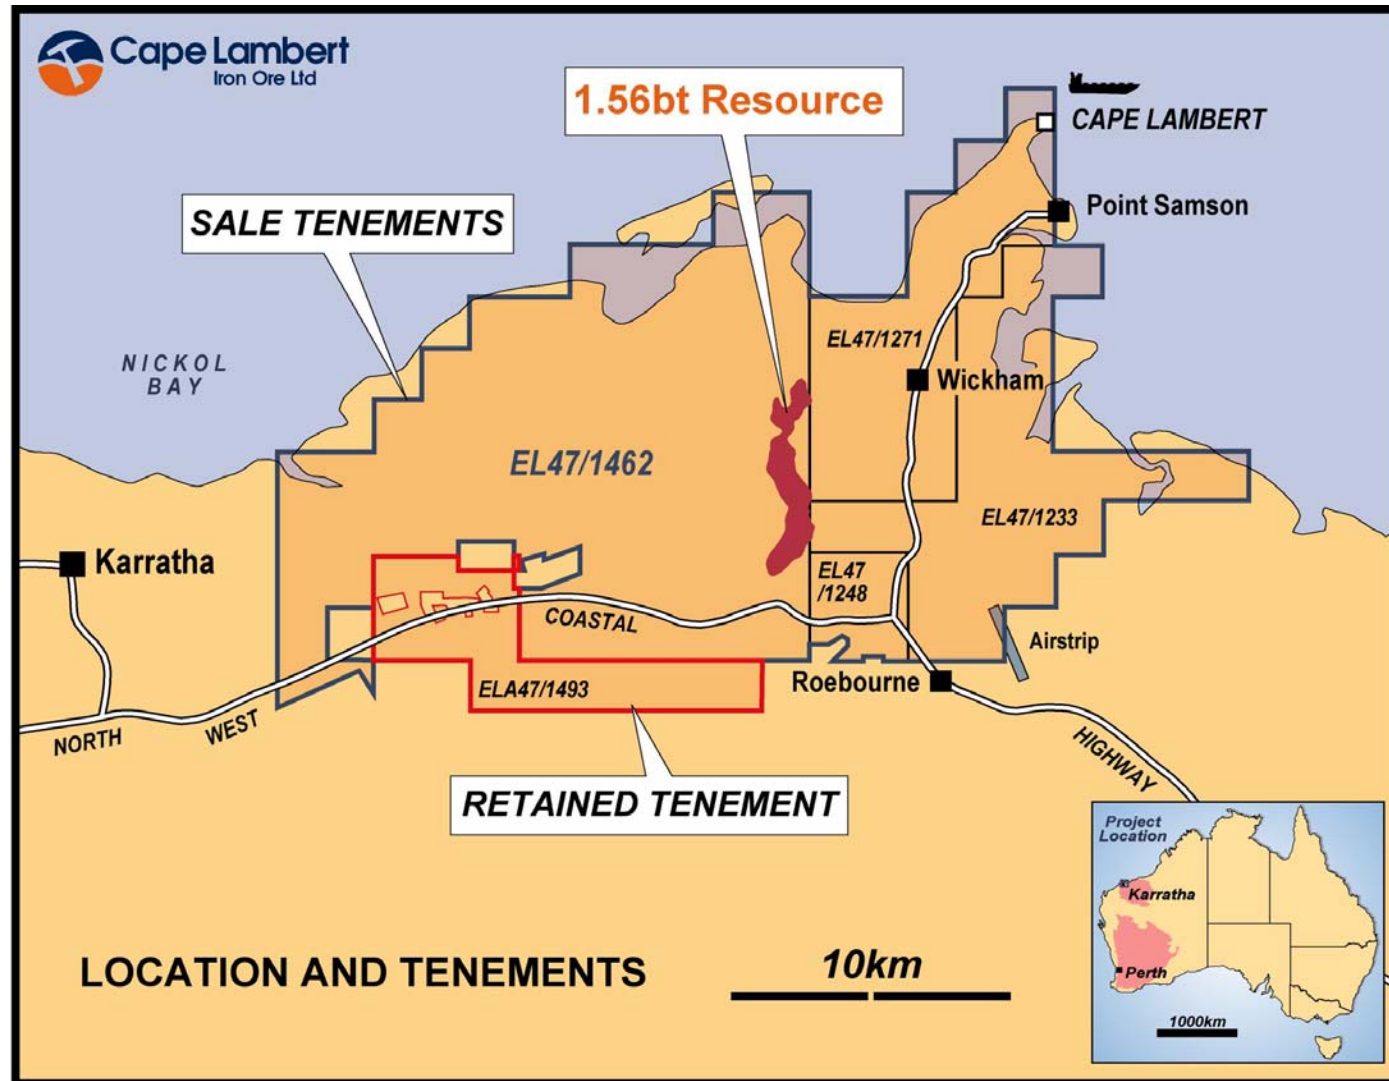 Cape Lambert
Iron Ore Ltd
1.56bt Resource
CAPE LAMBERT
SALE TENEMENTS
Point Samson
NICKOL
BAY
EL47/1271
Wickham
EL47/1462
EL47/1233
Karratha
EL47
/1248
COASTAL
Airstrip
Roebourne
ELA47/1493
WEST
NORTH
HIGHWAY
RETAINED TENEMENT
Project
Location
Karratha
Perth
1000km
LOCATION AND TENEMENTS
10km